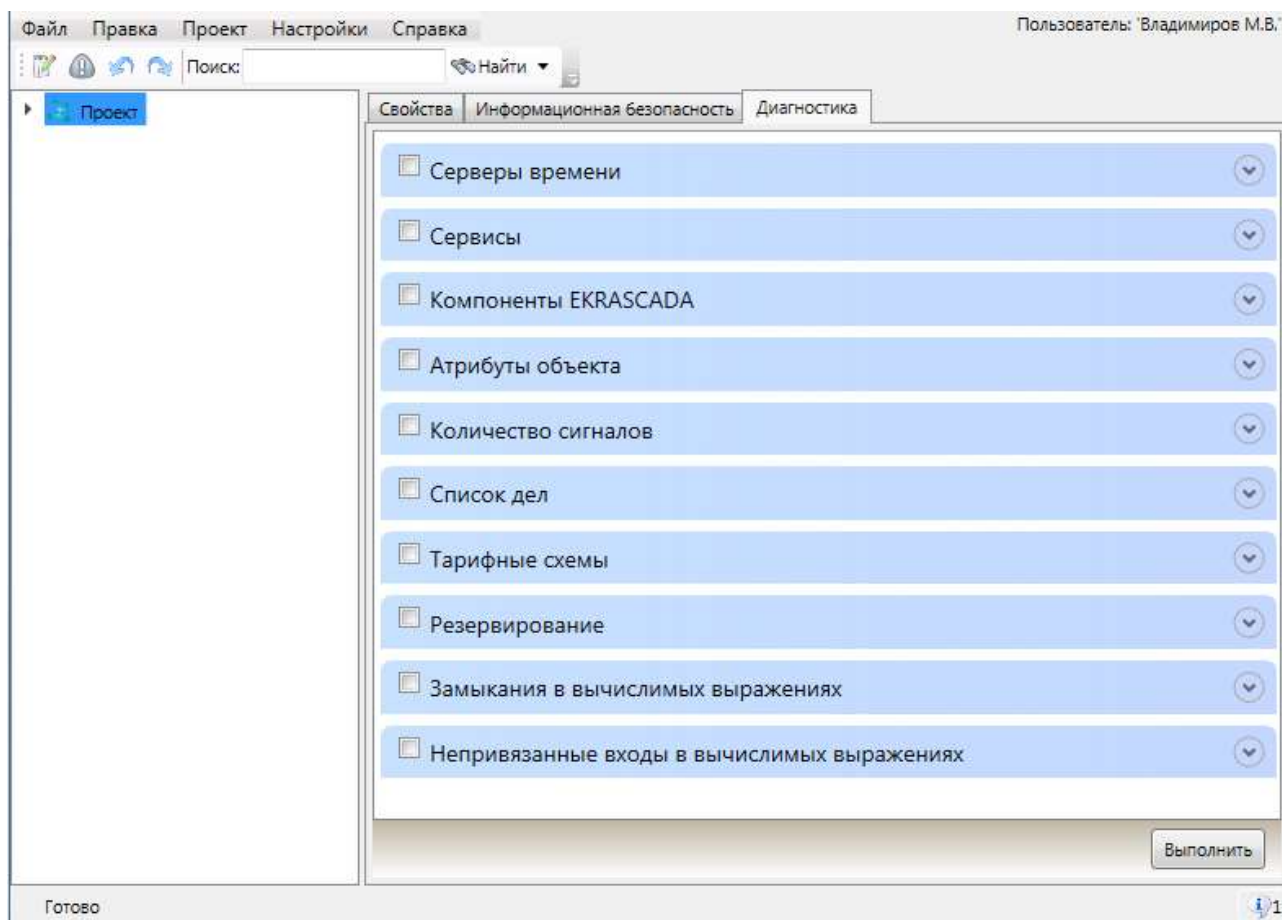 Файл Правка Проект Настройки Справка
Пользователь: 'Владимиров М.В.'
Поиск: Найти
Проект
Свойства Информационная безопасность Диагностика
Серверы времени
Сервисы
Компоненты EKRASCADA
Атрибуты объекта
Количество сигналов
Список дел
Тарифные схемы
Резервирование
Замыкания в вычислимых выражениях
Непривязанные входы в вычислимых выражениях
Выполнить
Готово
1